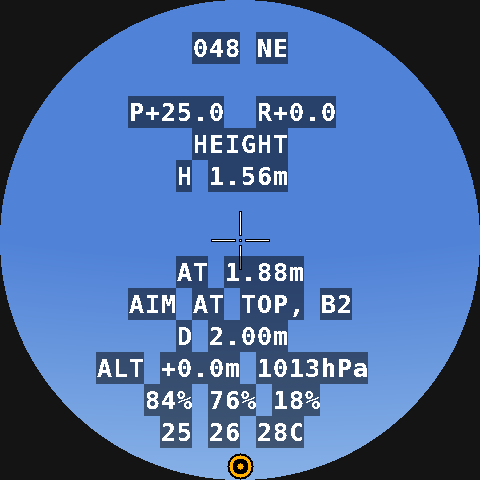 048 NE
P+25.0 R+0.0
HEIGHT
H 1.56m
AT 1.88m
AIM AT TOP, B2
D 2.00m
ALT +0.0m 1013hPa
84% 76% 18%
25 26 28C